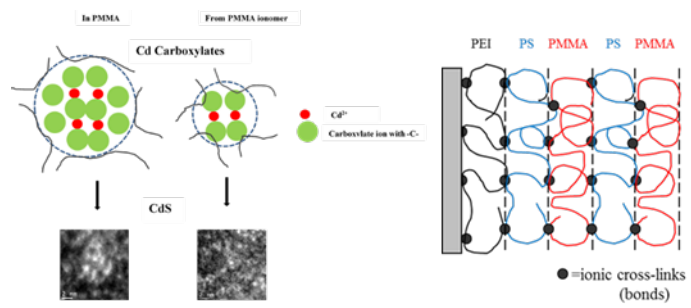 In PMMA
From PMMA ionomer
Cd Carboxylates
Cd²⁺
Carboxylate ion with -C-
CdS
PEI PS PMMA PS PMMA
=ionic cross-links
(bonds)